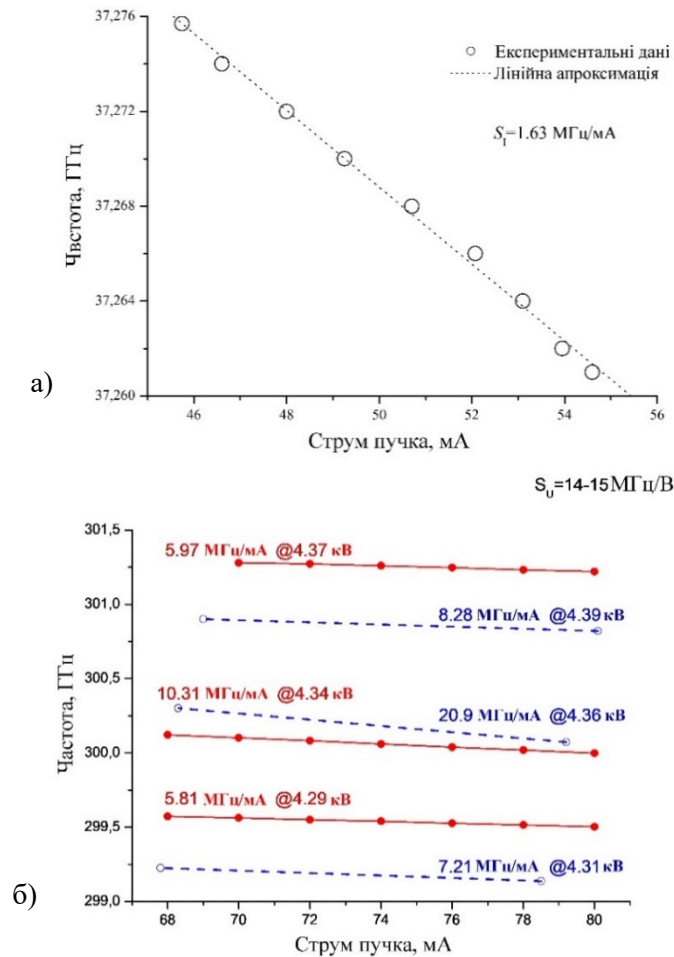 37,276
37,272
37,268
37,264
37,260
Чвстота, ГГц
Експериментальні дані
Лінійна апроксимація
S_I=1.63 МГц/мА
46 48 50 52 54 56
Струм пучка, мА
а)
S_U=14-15МГц/В
301,5
301,0
300,5
300,0
299,5
299,0
Частота, ГГц
5.97 МГц/мА @4.37 кВ
8.28 МГц/мА @4.39 кВ
10.31 МГц/мА @4.34 кВ
20.9 МГц/мА @4.36 кВ
5.81 МГц/мА @4.29 кВ
7.21 МГц/мА @4.31 кВ
68 70 72 74 76 78 80
Струм пучка, мА
б)